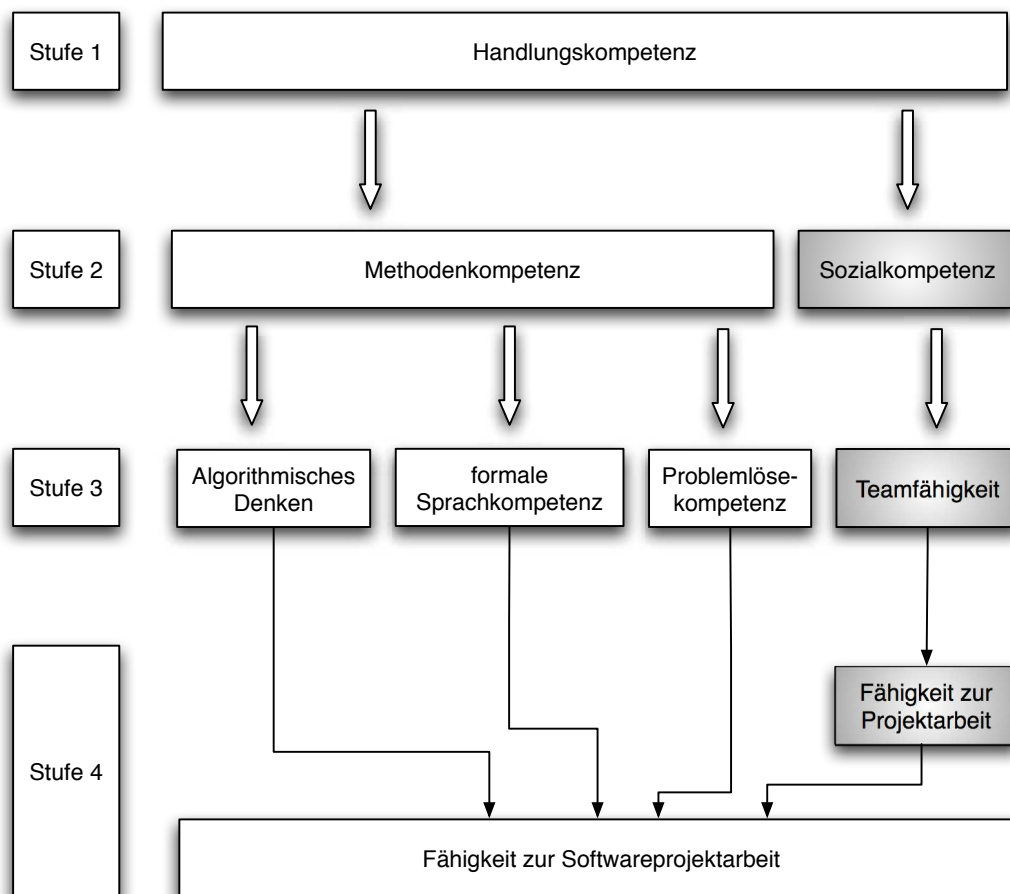 Stufe 1
Handlungskompetenz
Stufe 2
Methodenkompetenz
Sozialkompetenz
Stufe 3
Algorithmisches
Denken
formale
Sprachkompetenz
Problemlöse-
kompetenz
Teamfähigkeit
Stufe 4
Fähigkeit zur
Projektarbeit
Fähigkeit zur Softwareprojektarbeit